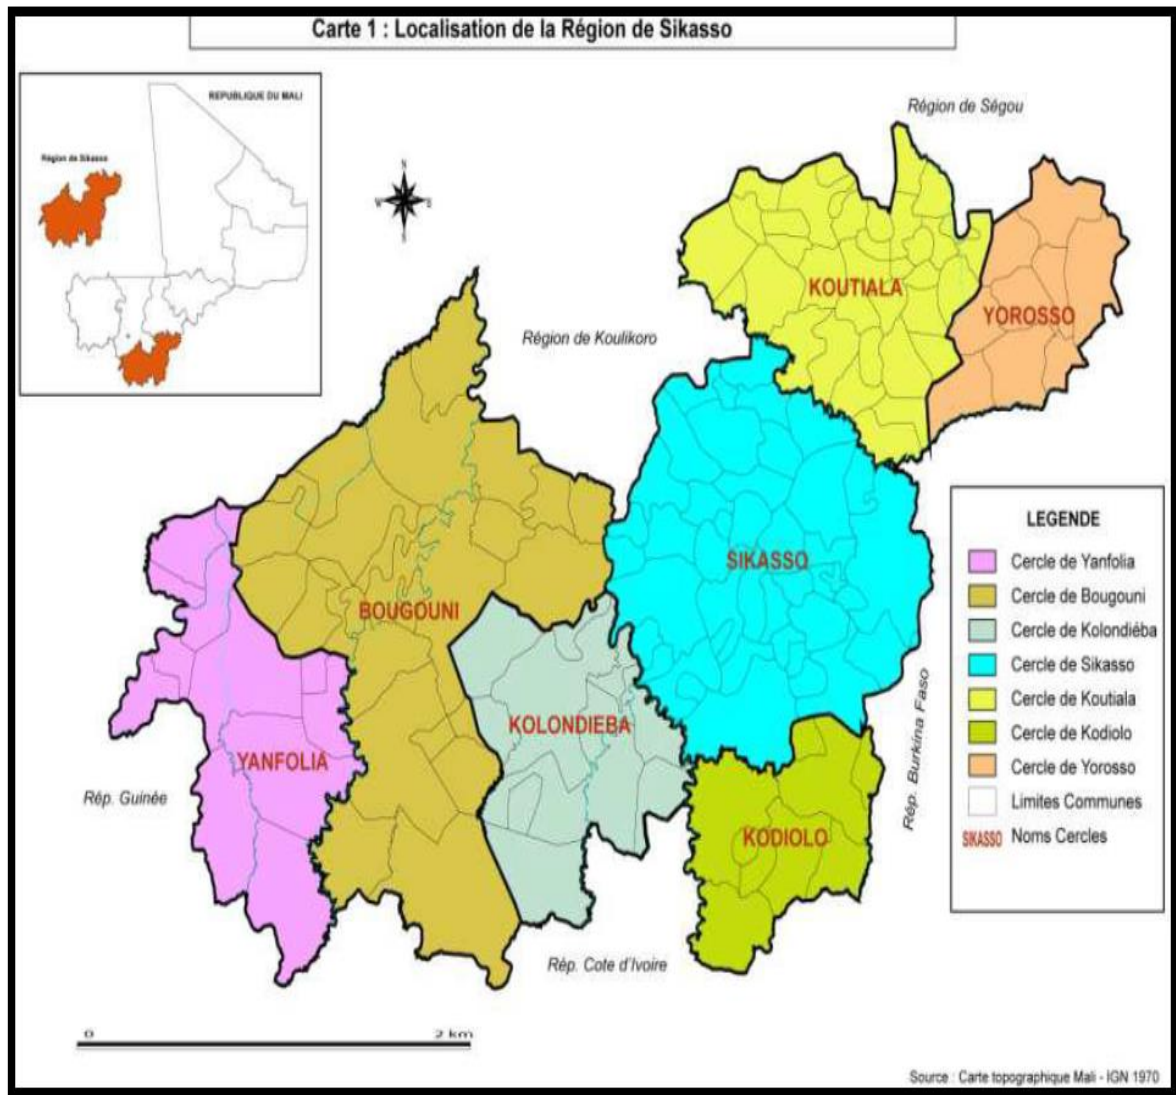 Carte 1 : Localisation de la Région de Sikasso
REPUBLIQUE DU MALI
Région de Sikasso
Région de Ségou
Région de Koulikoro
KOUTIALA
YOROSSO
SIKASSO
BOUGOUNI
KOLONDIEBA
YANFOLIA
KODIOLO
Rép. Guinée
Rép. Burkina Faso
Rép. Cote d'Ivoire
LEGENDE
Cercle de Yanfolia
Cercle de Bougouni
Cercle de Kolondiéba
Cercle de Sikasso
Cercle de Koutiala
Cercle de Kodiolo
Cercle de Yorosso
Limites Communes
SIKASSO Noms Cercles
0 2 km
Source : Carte topographique Mali - IGN 1970